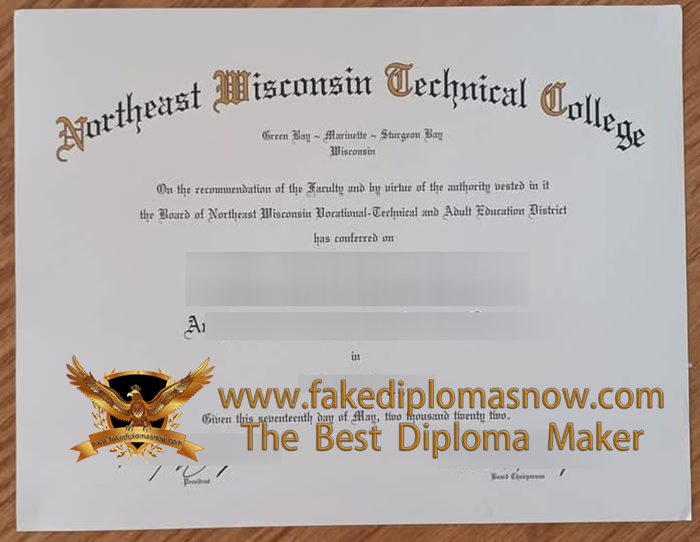 Northeast Wisconsin Technical College
Green Bay ~ Marinette ~ Sturgeon Bay
Wisconsin
On the recommendation of the Faculty and by virtue of the authority vested in it
the Board of Northeast Wisconsin Vocational-Technical and Adult Education District
has conferred on
in
www.fakediplomasnow.com
www.fakediplomasnow.com
Given this seventeenth day of May, two thousand twenty two.
The Best Diploma Maker
President
Board Chairperson